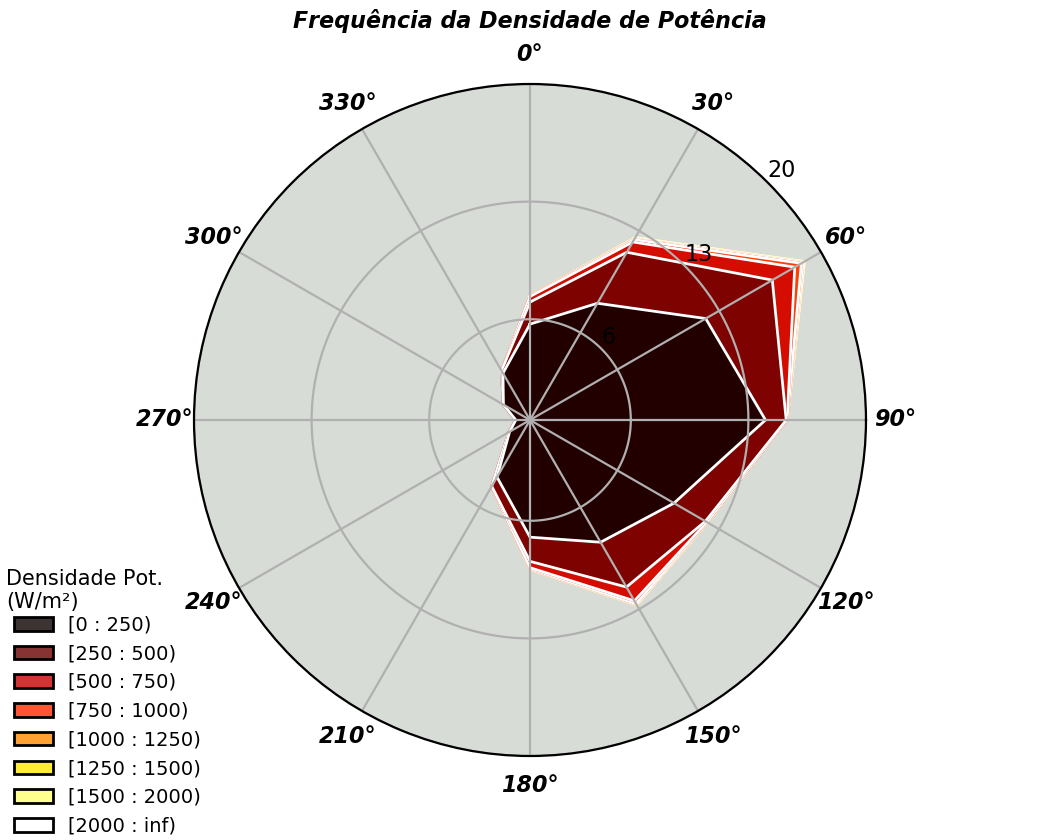 Frequência da Densidade de Potência
0°
330°
30°
20
300°
60°
13
6
270°
90°
240°
120°
210°
150°
180°
Densidade Pot.
(W/m²)
[0 : 250)
[250 : 500)
[500 : 750)
[750 : 1000)
[1000 : 1250)
[1250 : 1500)
[1500 : 2000)
[2000 : inf)